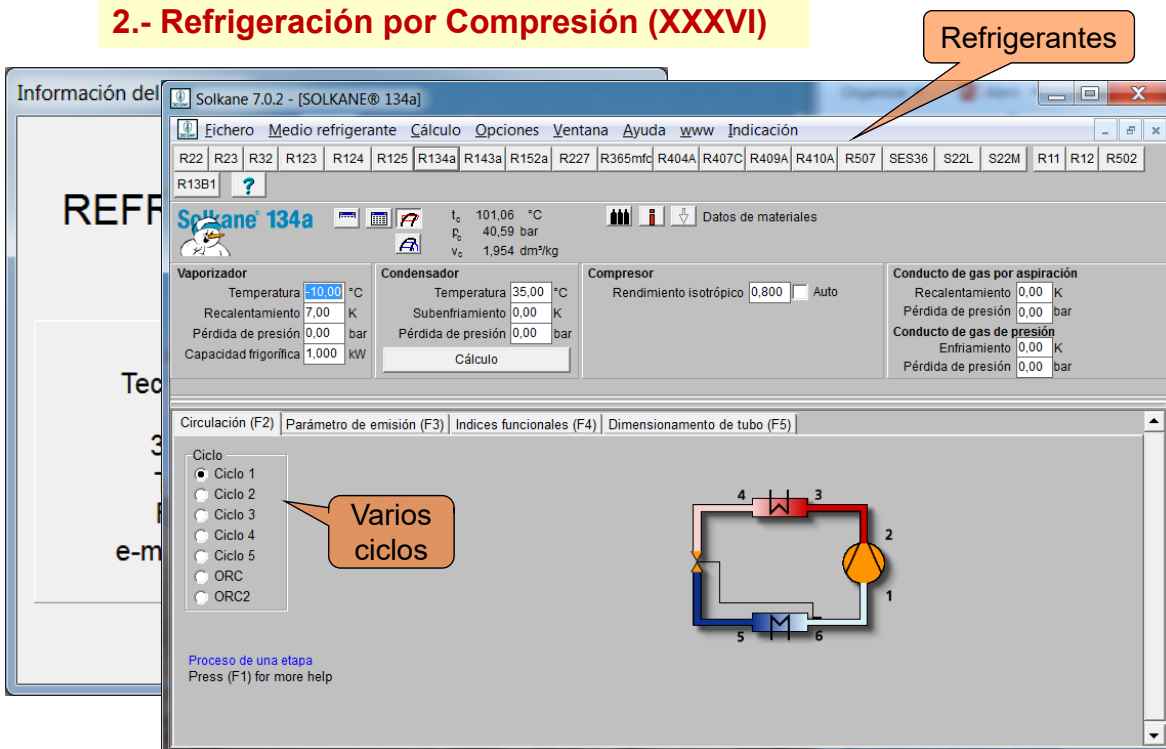 2.- Refrigeración por Compresión (XXXVI)
Refrigerantes
Información del
Solkane 7.0.2 - [SOLKANE® 134a]
Fichero Medio refrigerante Cálculo Opciones Ventana Ayuda www Indicación
R22 R23 R32 R123 R124 R125 R134a R143a R152a R227 R365mfc R404A R407C R409A R410A R507 SES36 S22L S22M R11 R12 R502
R13B1 ?
REFR
Solkane® 134a
tc 101,06 °C
pc 40,59 bar
vc 1,954 dm³/kg
Datos de materiales
Vaporizador
Temperatura -10,00 °C
Recalentamiento 7,00 K
Pérdida de presión 0,00 bar
Capacidad frigorífica 1,000 kW
Condensador
Temperatura 35,00 °C
Subenfriamiento 0,00 K
Pérdida de presión 0,00 bar
Cálculo
Compresor
Rendimiento isotrópico 0,800 Auto
Conducto de gas por aspiración
Recalentamiento 0,00 K
Pérdida de presión 0,00 bar
Conducto de gas de presión
Enfriamiento 0,00 K
Pérdida de presión 0,00 bar
Tec
3
e-m
Circulación (F2) Parámetro de emisión (F3) Indices funcionales (F4) Dimensionamento de tubo (F5)
Ciclo
Ciclo 1
Ciclo 2
Ciclo 3
Ciclo 4
Ciclo 5
ORC
ORC2
Varios
ciclos
4 3
2
1
5 6
Proceso de una etapa
Press (F1) for more help